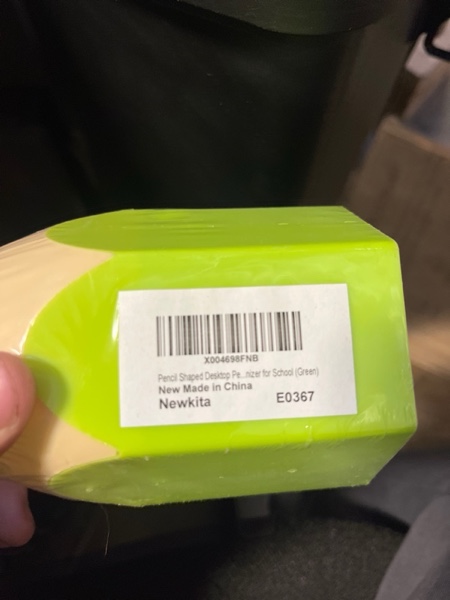 X004698FNB
Pencil Shaped Desktop Pe...nizer for School (Green)
New Made in China
Newkita E0367